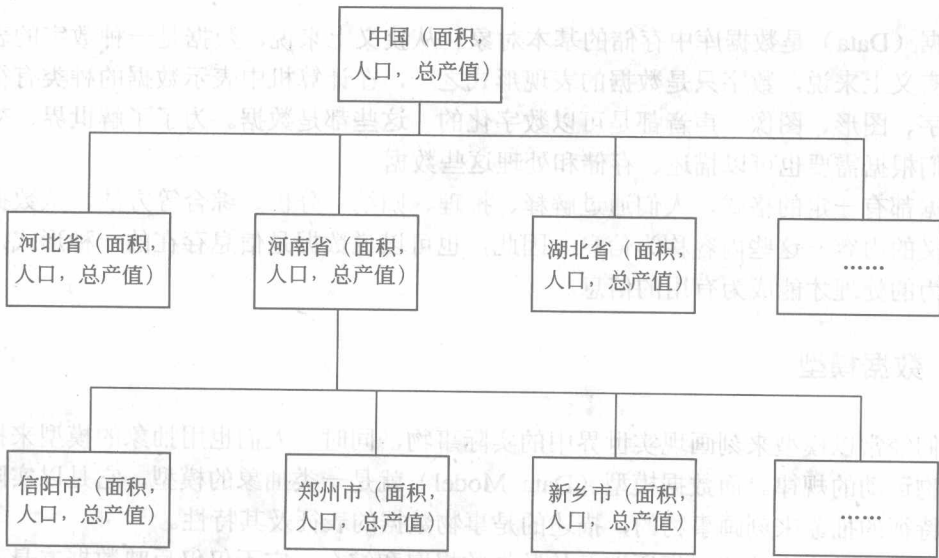 中国（面积，
人口，总产值）
河北省（面积，
人口，总产值）
河南省（面积，
人口，总产值）
湖北省（面积，
人口，总产值）
……
信阳市（面积，
人口，总产值）
郑州市（面积，
人口，总产值）
新乡市（面积，
人口，总产值）
……